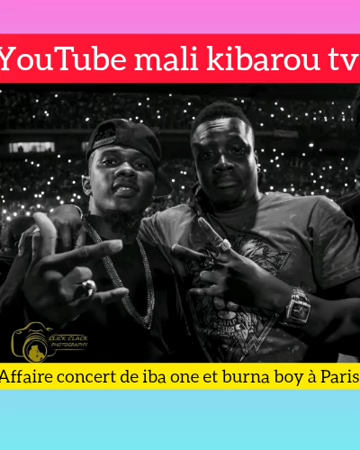 YouTube mali kibarou tv
CLICK CLACK
PHOTOGRAPHY
Affaire concert de iba one et burna boy à Paris